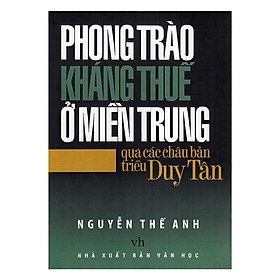 PHONG TRÀO
KHÁNG THUẾ
Ở MIỀN TRUNG
qua các châu bản
triều Duy Tân
NGUYỄN THẾ ANH
vh
NHÀ XUẤT BẢN VĂN HỌC